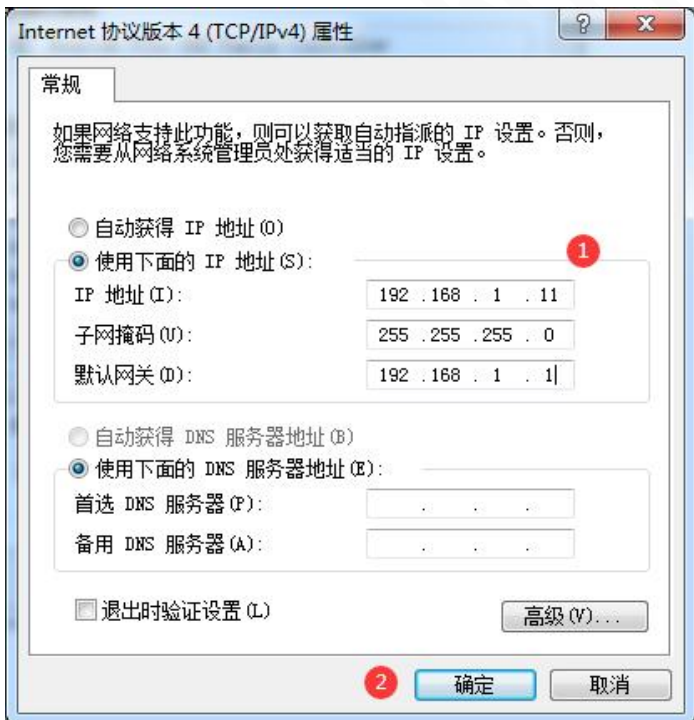 Internet 协议版本 4 (TCP/IPv4) 属性
常规
如果网络支持此功能，则可以获取自动指派的 IP 设置。否则，
您需要从网络系统管理员处获得适当的 IP 设置。
自动获得 IP 地址(O)
使用下面的 IP 地址(S):
1
IP 地址(I): 192 .168 . 1 . 11
子网掩码(U): 255 .255 .255 . 0
默认网关(D): 192 .168 . 1 . 1
自动获得 DNS 服务器地址(B)
使用下面的 DNS 服务器地址(E):
首选 DNS 服务器(P): . . .
备用 DNS 服务器(A): . . .
退出时验证设置(L)
高级(V)...
2
确定
取消